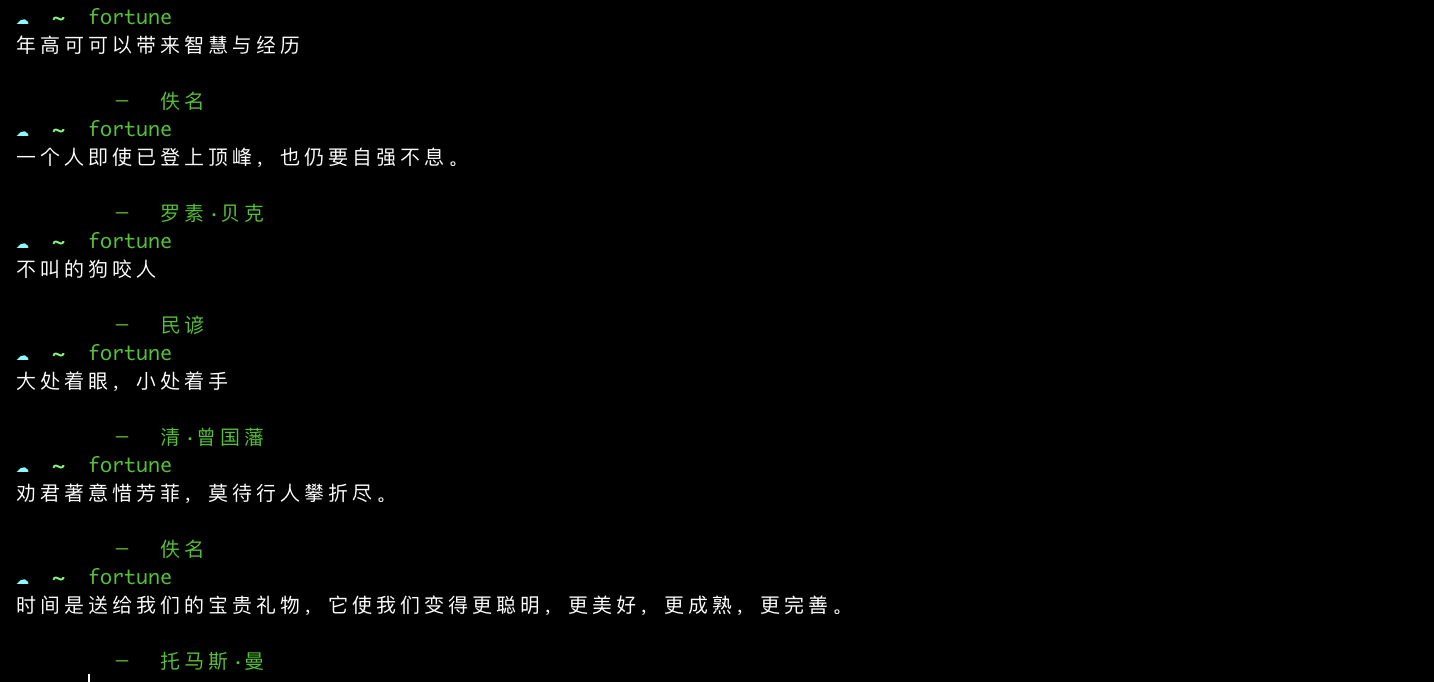 ☁  ~  fortune
年高可可以带来智慧与经历
—  佚名
☁  ~  fortune
一个人即使已登上顶峰，也仍要自强不息。
—  罗素·贝克
☁  ~  fortune
不叫的狗咬人
—  民谚
☁  ~  fortune
大处着眼，小处着手
—  清·曾国藩
☁  ~  fortune
劝君著意惜芳菲，莫待行人攀折尽。
—  佚名
☁  ~  fortune
时间是送给我们的宝贵礼物，它使我们变得更聪明，更美好，更成熟，更完善。
—  托马斯·曼